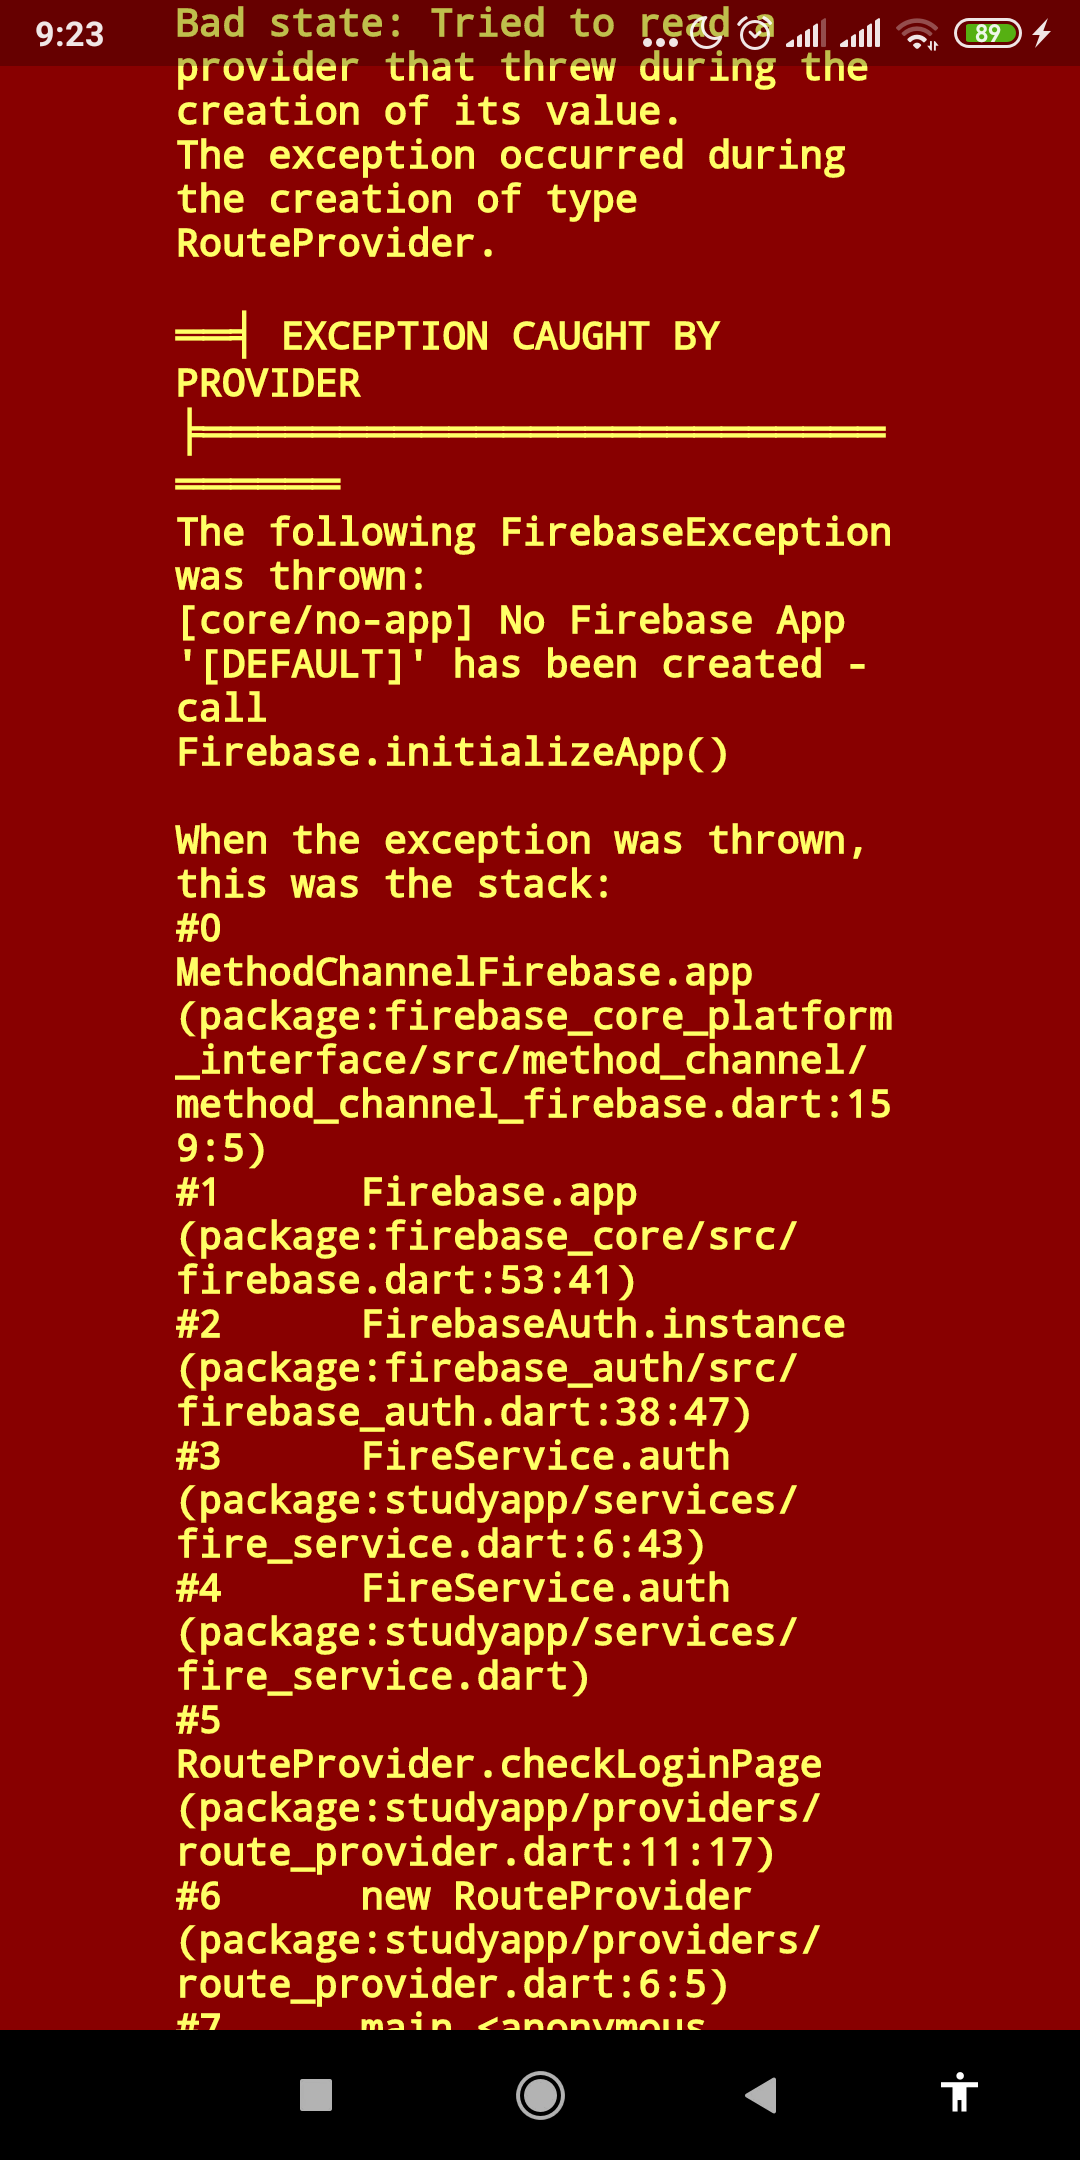 9:23
89
Bad state: Tried to read a
provider that threw during the
creation of its value.
The exception occurred during
the creation of type
RouteProvider.
══╡ EXCEPTION CAUGHT BY
PROVIDER
╞═════════════════════════
══════
The following FirebaseException
was thrown:
[core/no-app] No Firebase App
'[DEFAULT]' has been created -
call
Firebase.initializeApp()
When the exception was thrown,
this was the stack:
#0
MethodChannelFirebase.app
(package:firebase_core_platform
_interface/src/method_channel/
method_channel_firebase.dart:15
9:5)
#1      Firebase.app
(package:firebase_core/src/
firebase.dart:53:41)
#2      FirebaseAuth.instance
(package:firebase_auth/src/
firebase_auth.dart:38:47)
#3      FireService.auth
(package:studyapp/services/
fire_service.dart:6:43)
#4      FireService.auth
(package:studyapp/services/
fire_service.dart)
#5
RouteProvider.checkLoginPage
(package:studyapp/providers/
route_provider.dart:11:17)
#6      new RouteProvider
(package:studyapp/providers/
route_provider.dart:6:5)
#7      main.<anonymous